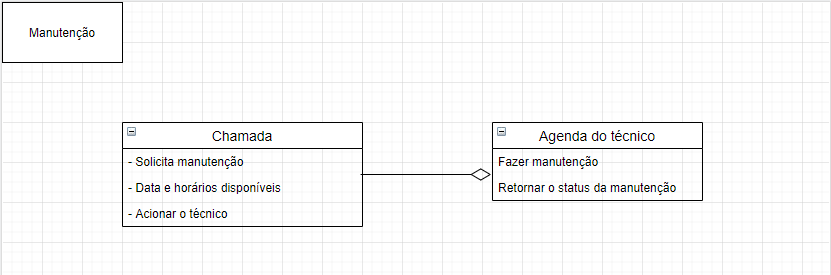 Manutenção
Chamada
- Solicita manutenção
- Data e horários disponíveis
- Acionar o técnico
Agenda do técnico
Fazer manutenção
Retornar o status da manutenção